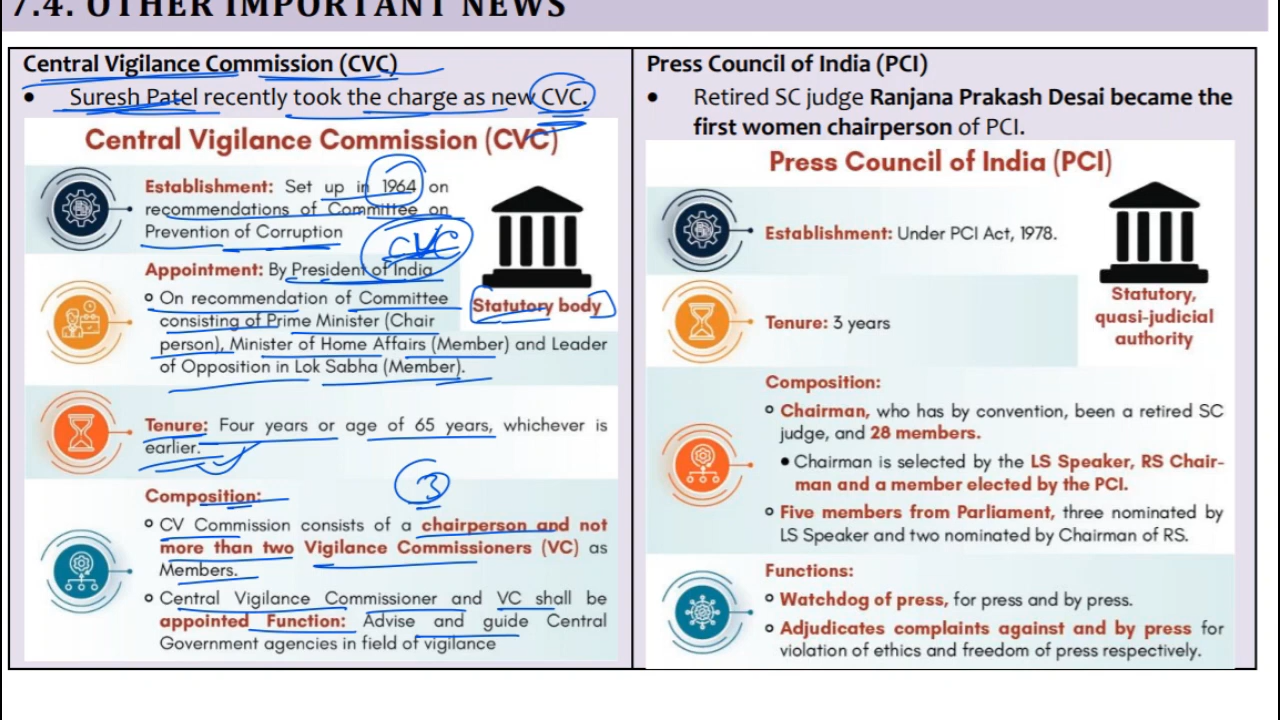 7.4. OTHER IMPORTANT NEWS
Central Vigilance Commission (CVC)
• Suresh Patel recently took the charge as new CVC.
Central Vigilance Commission (CVC)
Establishment: Set up in 1964 on
recommendations of Committee on
Prevention of Corruption
CVC
Appointment: By President of India
On recommendation of Committee
consisting of Prime Minister (Chair
person), Minister of Home Affairs (Member) and Leader
of Opposition in Lok Sabha (Member).
Statutory body
Tenure: Four years or age of 65 years, whichever is
earlier.
3
Composition:
CV Commission consists of a chairperson and not
more than two Vigilance Commissioners (VC) as
Members.
Central Vigilance Commissioner and VC shall be
appointed Function: Advise and guide Central
Government agencies in field of vigilance
Press Council of India (PCI)
• Retired SC judge Ranjana Prakash Desai became the
first women chairperson of PCI.
Press Council of India (PCI)
Establishment: Under PCI Act, 1978.
Statutory,
quasi-judicial
authority
Tenure: 3 years
Composition:
Chairman, who has by convention, been a retired SC
judge, and 28 members.
• Chairman is selected by the LS Speaker, RS Chair-
man and a member elected by the PCI.
Five members from Parliament, three nominated by
LS Speaker and two nominated by Chairman of RS.
Functions:
Watchdog of press, for press and by press.
Adjudicates complaints against and by press for
violation of ethics and freedom of press respectively.